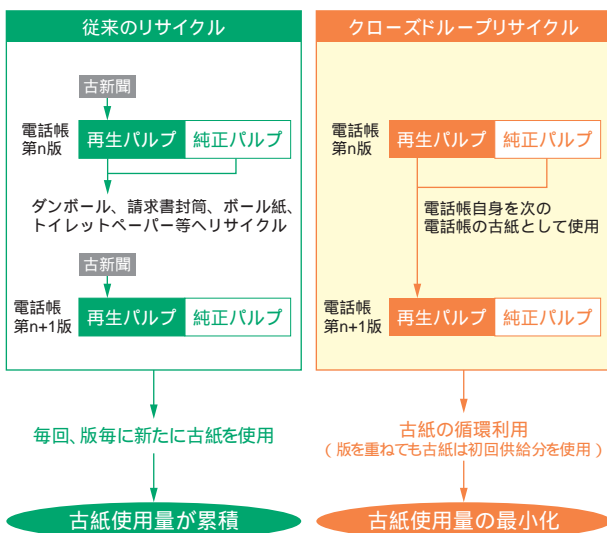 従来のリサイクル
古新聞
電話帳
第n版
再生パルプ
純正パルプ
ダンボール、請求書封筒、ボール紙、
トイレットペーパー等へリサイクル
古新聞
電話帳
第n+1版
再生パルプ
純正パルプ
毎回、版毎に新たに古紙を使用
古紙使用量が累積
クローズドループリサイクル
電話帳
第n版
再生パルプ
純正パルプ
電話帳自身を次の
電話帳の古紙として使用
電話帳
第n+1版
再生パルプ
純正パルプ
古紙の循環利用
(版を重ねても古紙は初回供給分を使用)
古紙使用量の最小化